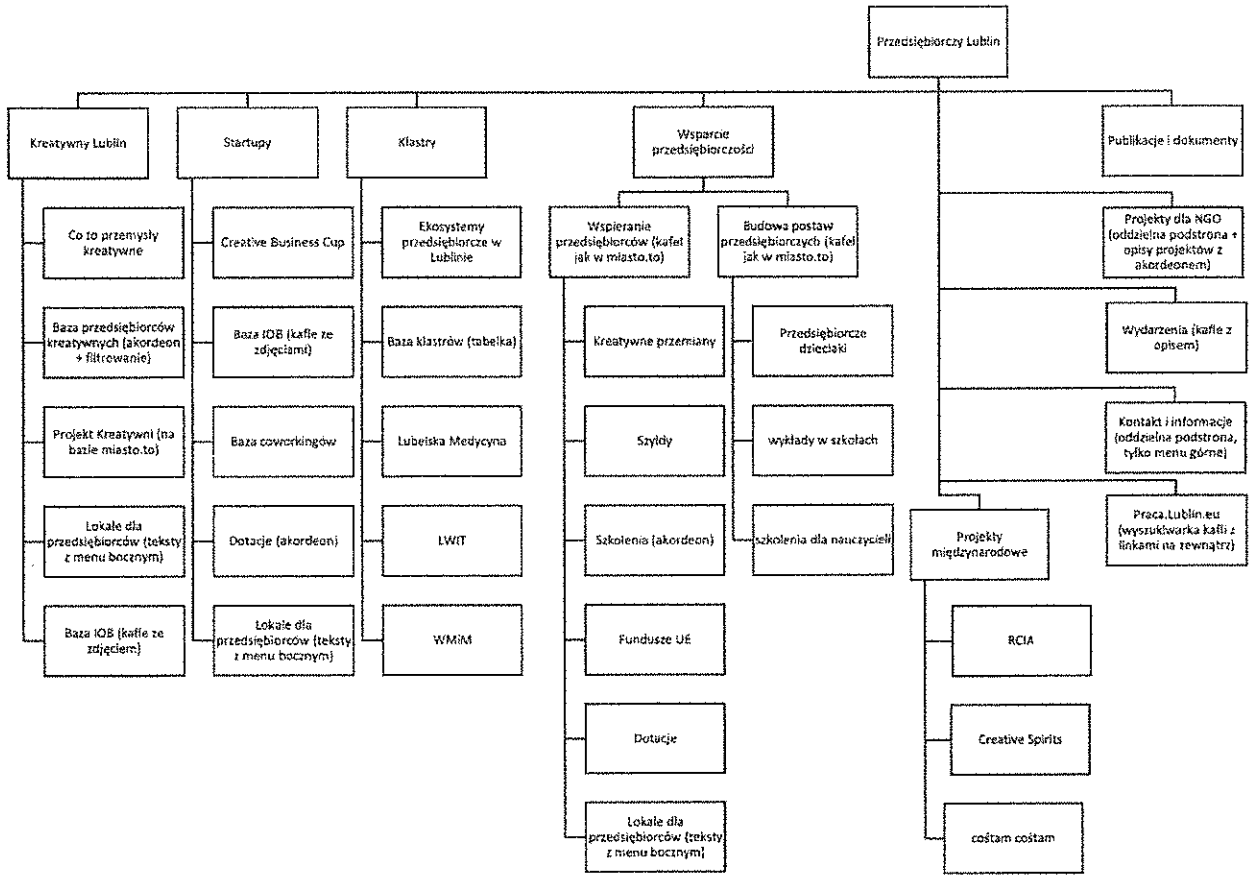 Przedsiębiorczy Lublin
Kreatywny Lublin
Startupy
Klastry
Wsparcie
przedsiębiorczości
Publikacje i dokumenty
Co to przemysły
kreatywne
Baza przedsiębiorców
kreatywnych (akordeon
+ filtrowanie)
Projekt Kreatywni (na
bazie miasto.to)
Lokale dla
przedsiębiorców (teksty
z menu bocznym)
Baza IOB (kafle ze
zdjęciem)
Creative Business Cup
Baza IOB (kafle ze
zdjęciami)
Baza coworkingów
Dotacje (akordeon)
Lokale dla
przedsiębiorców (teksty
z menu bocznym)
Ekosystemy
przedsiębiorcze w
Lublinie
Baza klastrów (tabelka)
Lubelska Medycyna
LWIT
WMiM
Wspieranie
przedsiębiorców (kafel
jak w miasto.to)
Kreatywne przemiany
Szyldy
Szkolenia (akordeon)
Fundusze UE
Dotacje
Lokale dla
przedsiębiorców (teksty
z menu bocznym)
Budowa postaw
przedsiębiorczych (kafel
jak w miasto.to)
Przedsiębiorcze
dzieciaki
wykłady w szkołach
szkolenia dla nauczycieli
Projekty dla NGO
(oddzielna podstrona +
opisy projektów z
akordeonem)
Wydarzenia (kafle z
opisem)
Kontakt i informacje
(oddzielna podstrona,
tylko menu górne)
Praca.Lublin.eu
(wyszukiwarka kafli z
linkami na zewnątrz)
Projekty
międzynarodowe
RCIA
Creative Spirits
cośtam cośtam